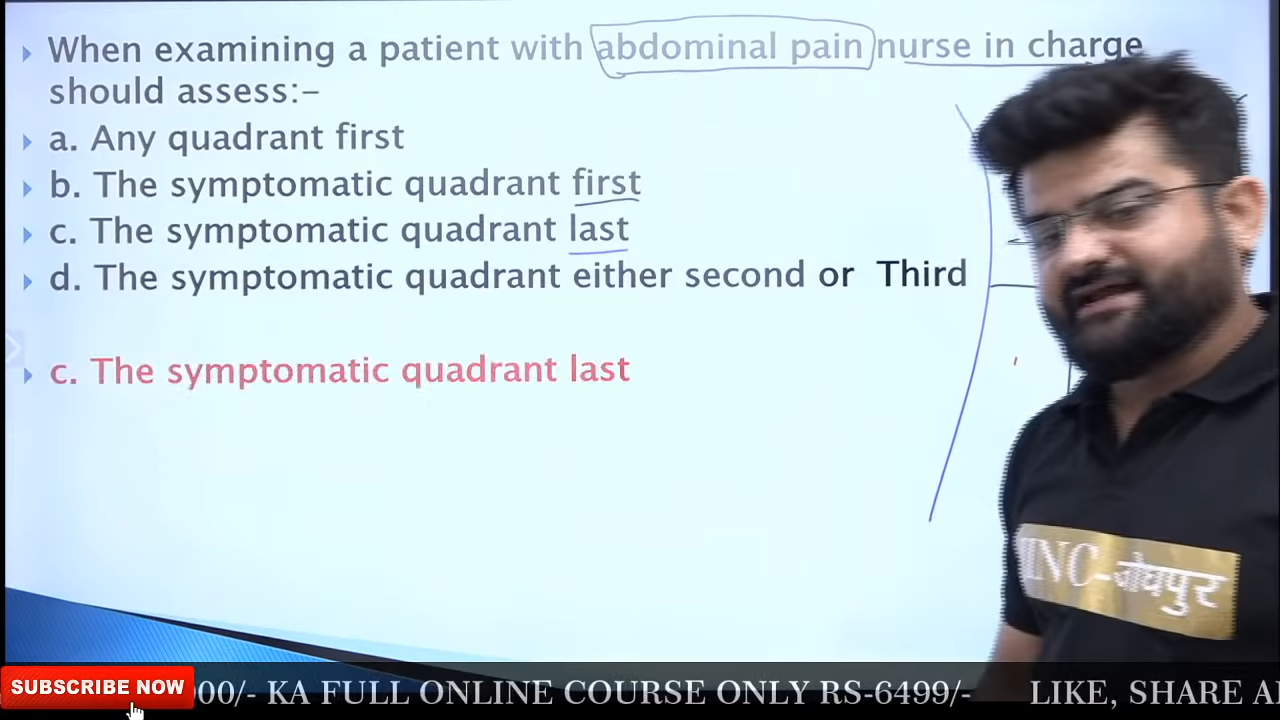 When examining a patient with abdominal pain nurse in charge
should assess:–
a. Any quadrant first
b. The symptomatic quadrant first
c. The symptomatic quadrant last
d. The symptomatic quadrant either second or Third
c. The symptomatic quadrant last
INC-जोधपुर
SUBSCRIBE NOW
00/- KA FULL ONLINE COURSE ONLY RS-6499/- LIKE, SHARE